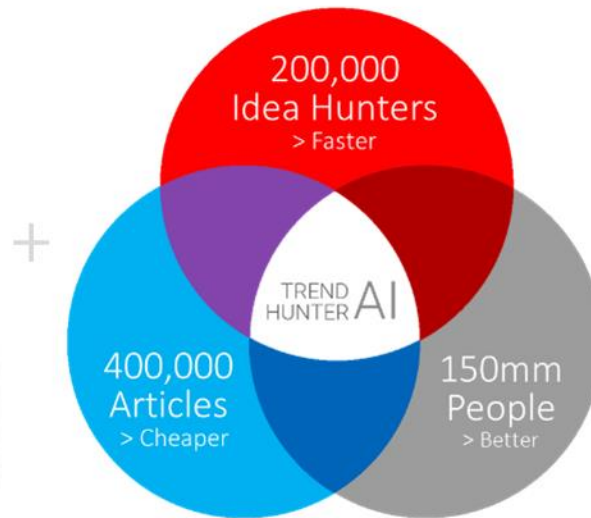 200,000
Idea Hunters
> Faster
+
TREND
HUNTER AI
400,000
Articles
> Cheaper
150mm
People
> Better